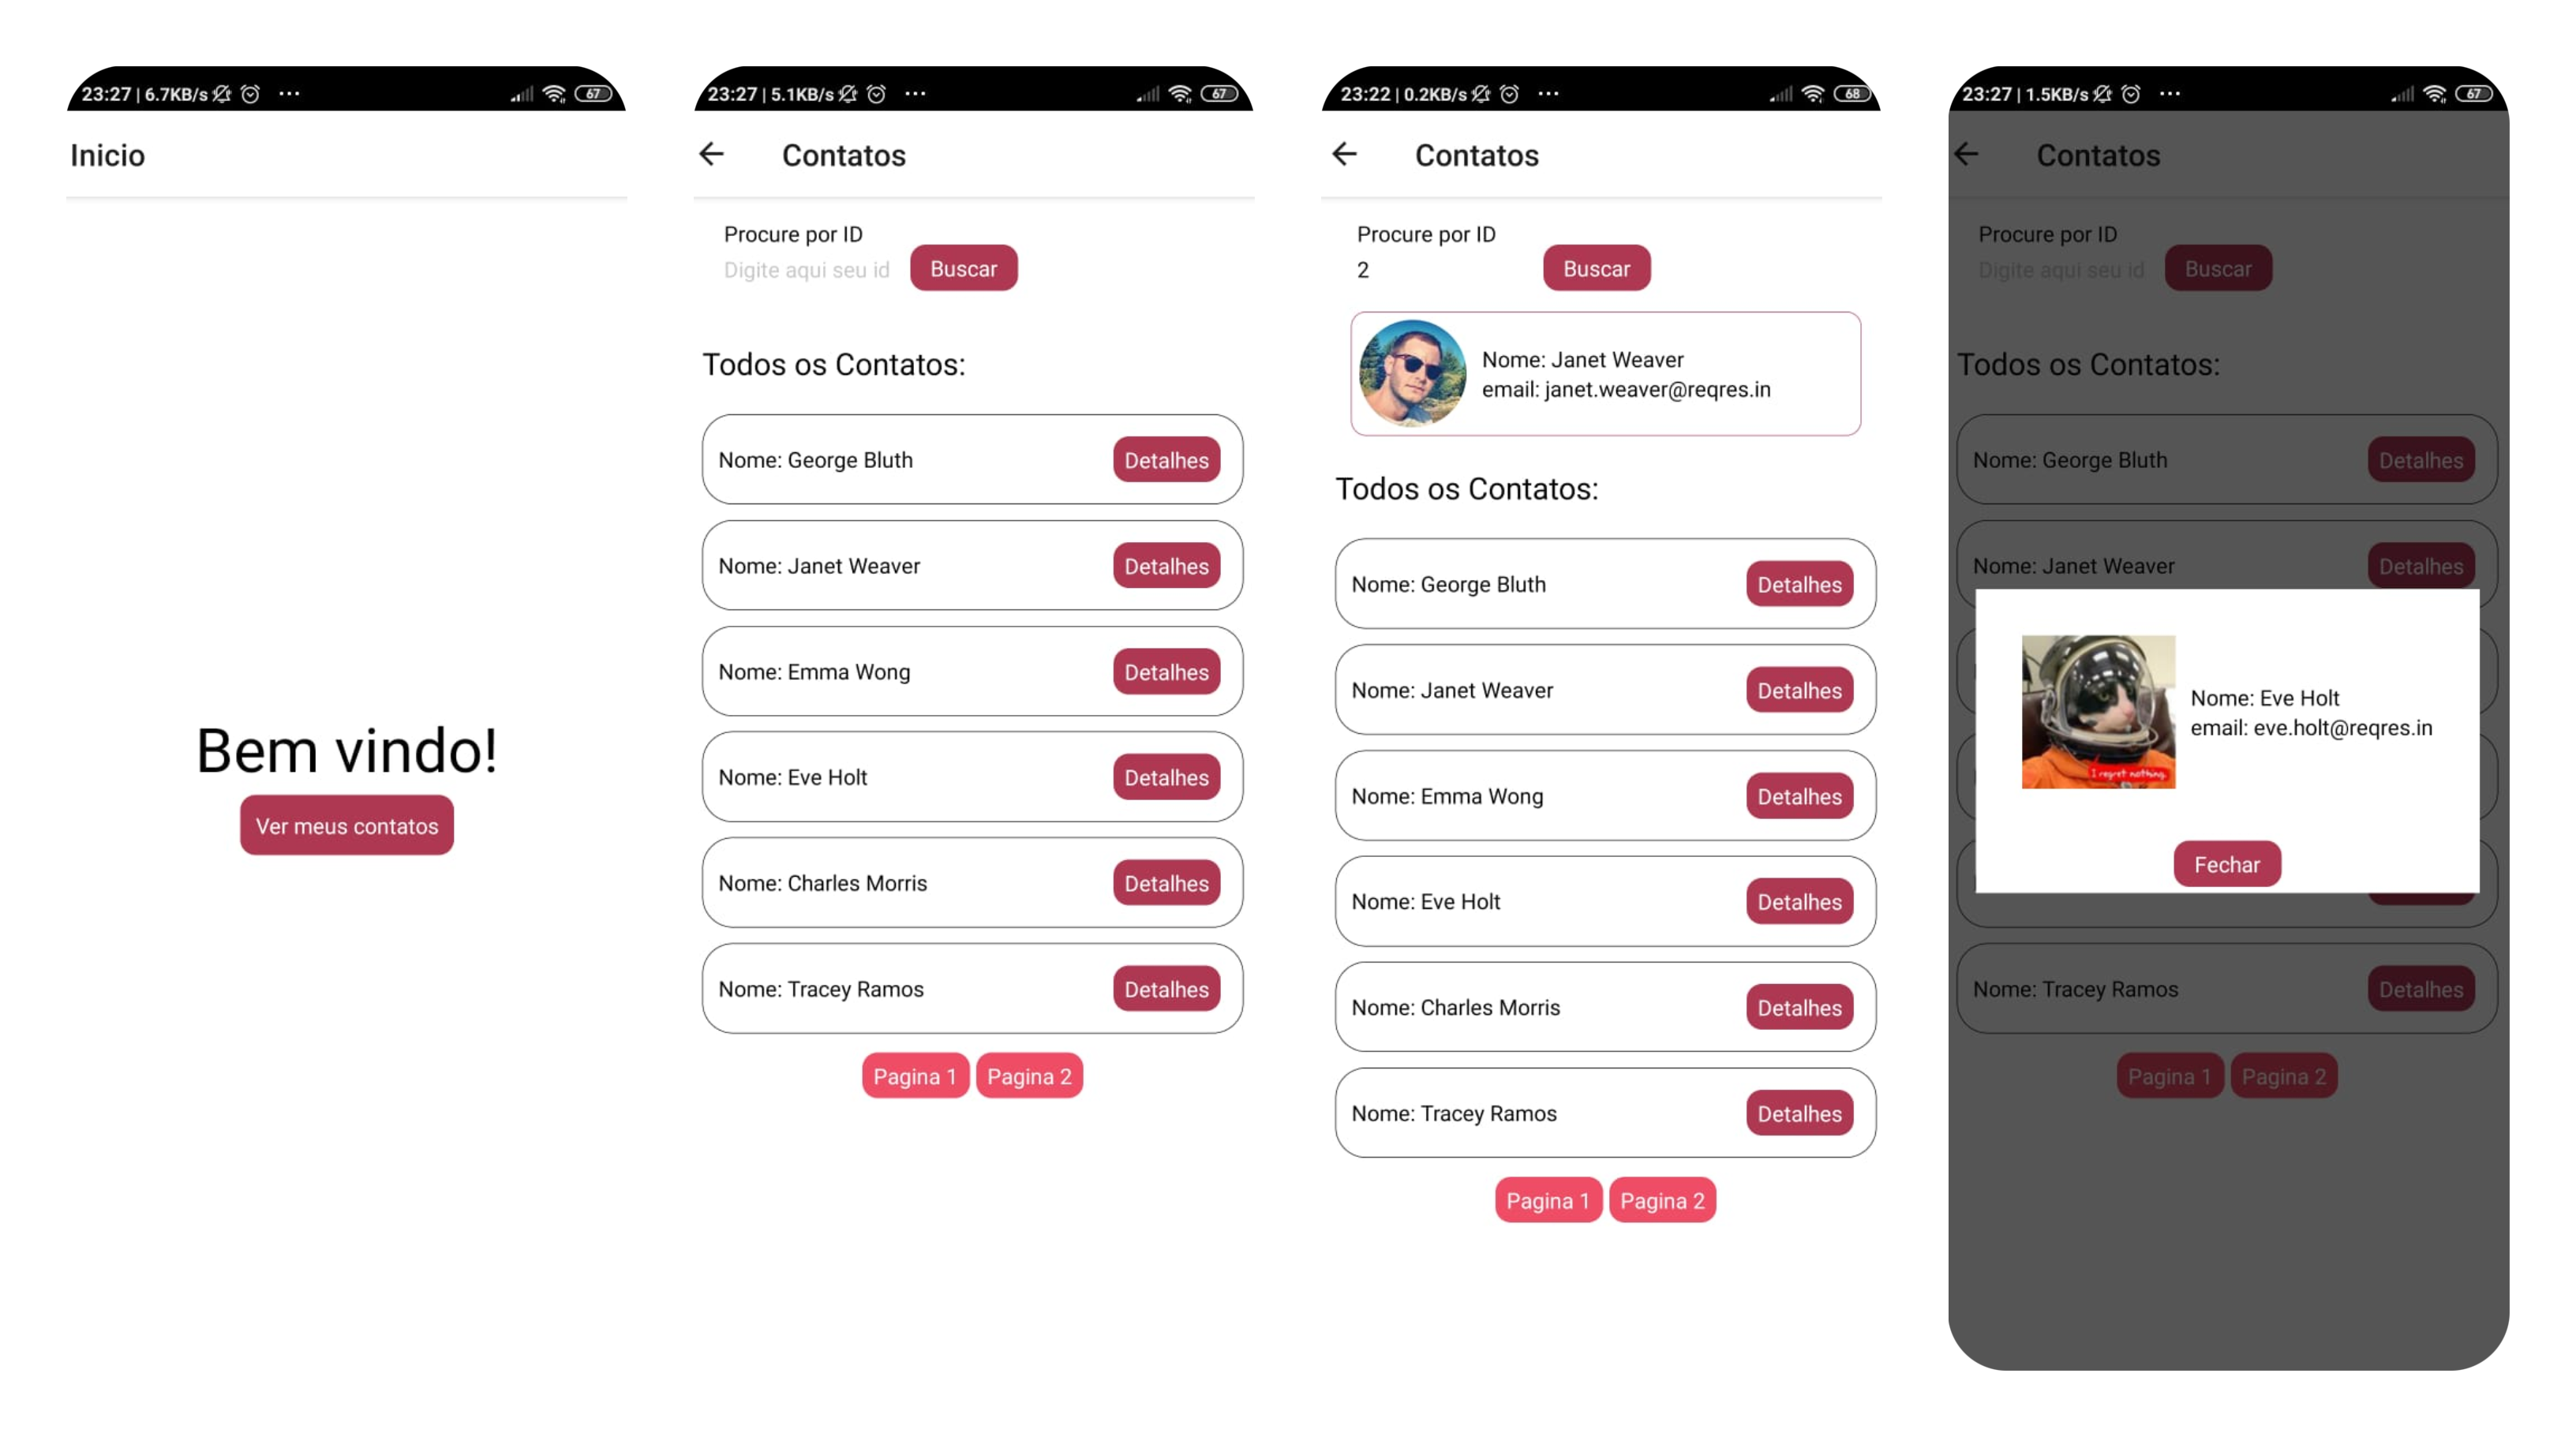 23:27 | 6.7KB/s ...
67
Inicio
Bem vindo!
Ver meus contatos
23:27 | 5.1KB/s ...
67
Contatos
Procure por ID
Digite aqui seu id
Buscar
Todos os Contatos:
Nome: George Bluth
Detalhes
Nome: Janet Weaver
Detalhes
Nome: Emma Wong
Detalhes
Nome: Eve Holt
Detalhes
Nome: Charles Morris
Detalhes
Nome: Tracey Ramos
Detalhes
Pagina 1
Pagina 2
23:22 | 0.2KB/s ...
68
Contatos
Procure por ID
2
Buscar
Nome: Janet Weaver
email: janet.weaver@reqres.in
Todos os Contatos:
Nome: George Bluth
Detalhes
Nome: Janet Weaver
Detalhes
Nome: Emma Wong
Detalhes
Nome: Eve Holt
Detalhes
Nome: Charles Morris
Detalhes
Nome: Tracey Ramos
Detalhes
Pagina 1
Pagina 2
23:27 | 1.5KB/s ...
67
Contatos
Procure por ID
Digite aqui seu id
Buscar
Todos os Contatos:
Nome: George Bluth
Detalhes
Nome: Janet Weaver
Detalhes
I regret nothing.
Nome: Eve Holt
email: eve.holt@reqres.in
Fechar
Nome: Tracey Ramos
Detalhes
Pagina 1
Pagina 2